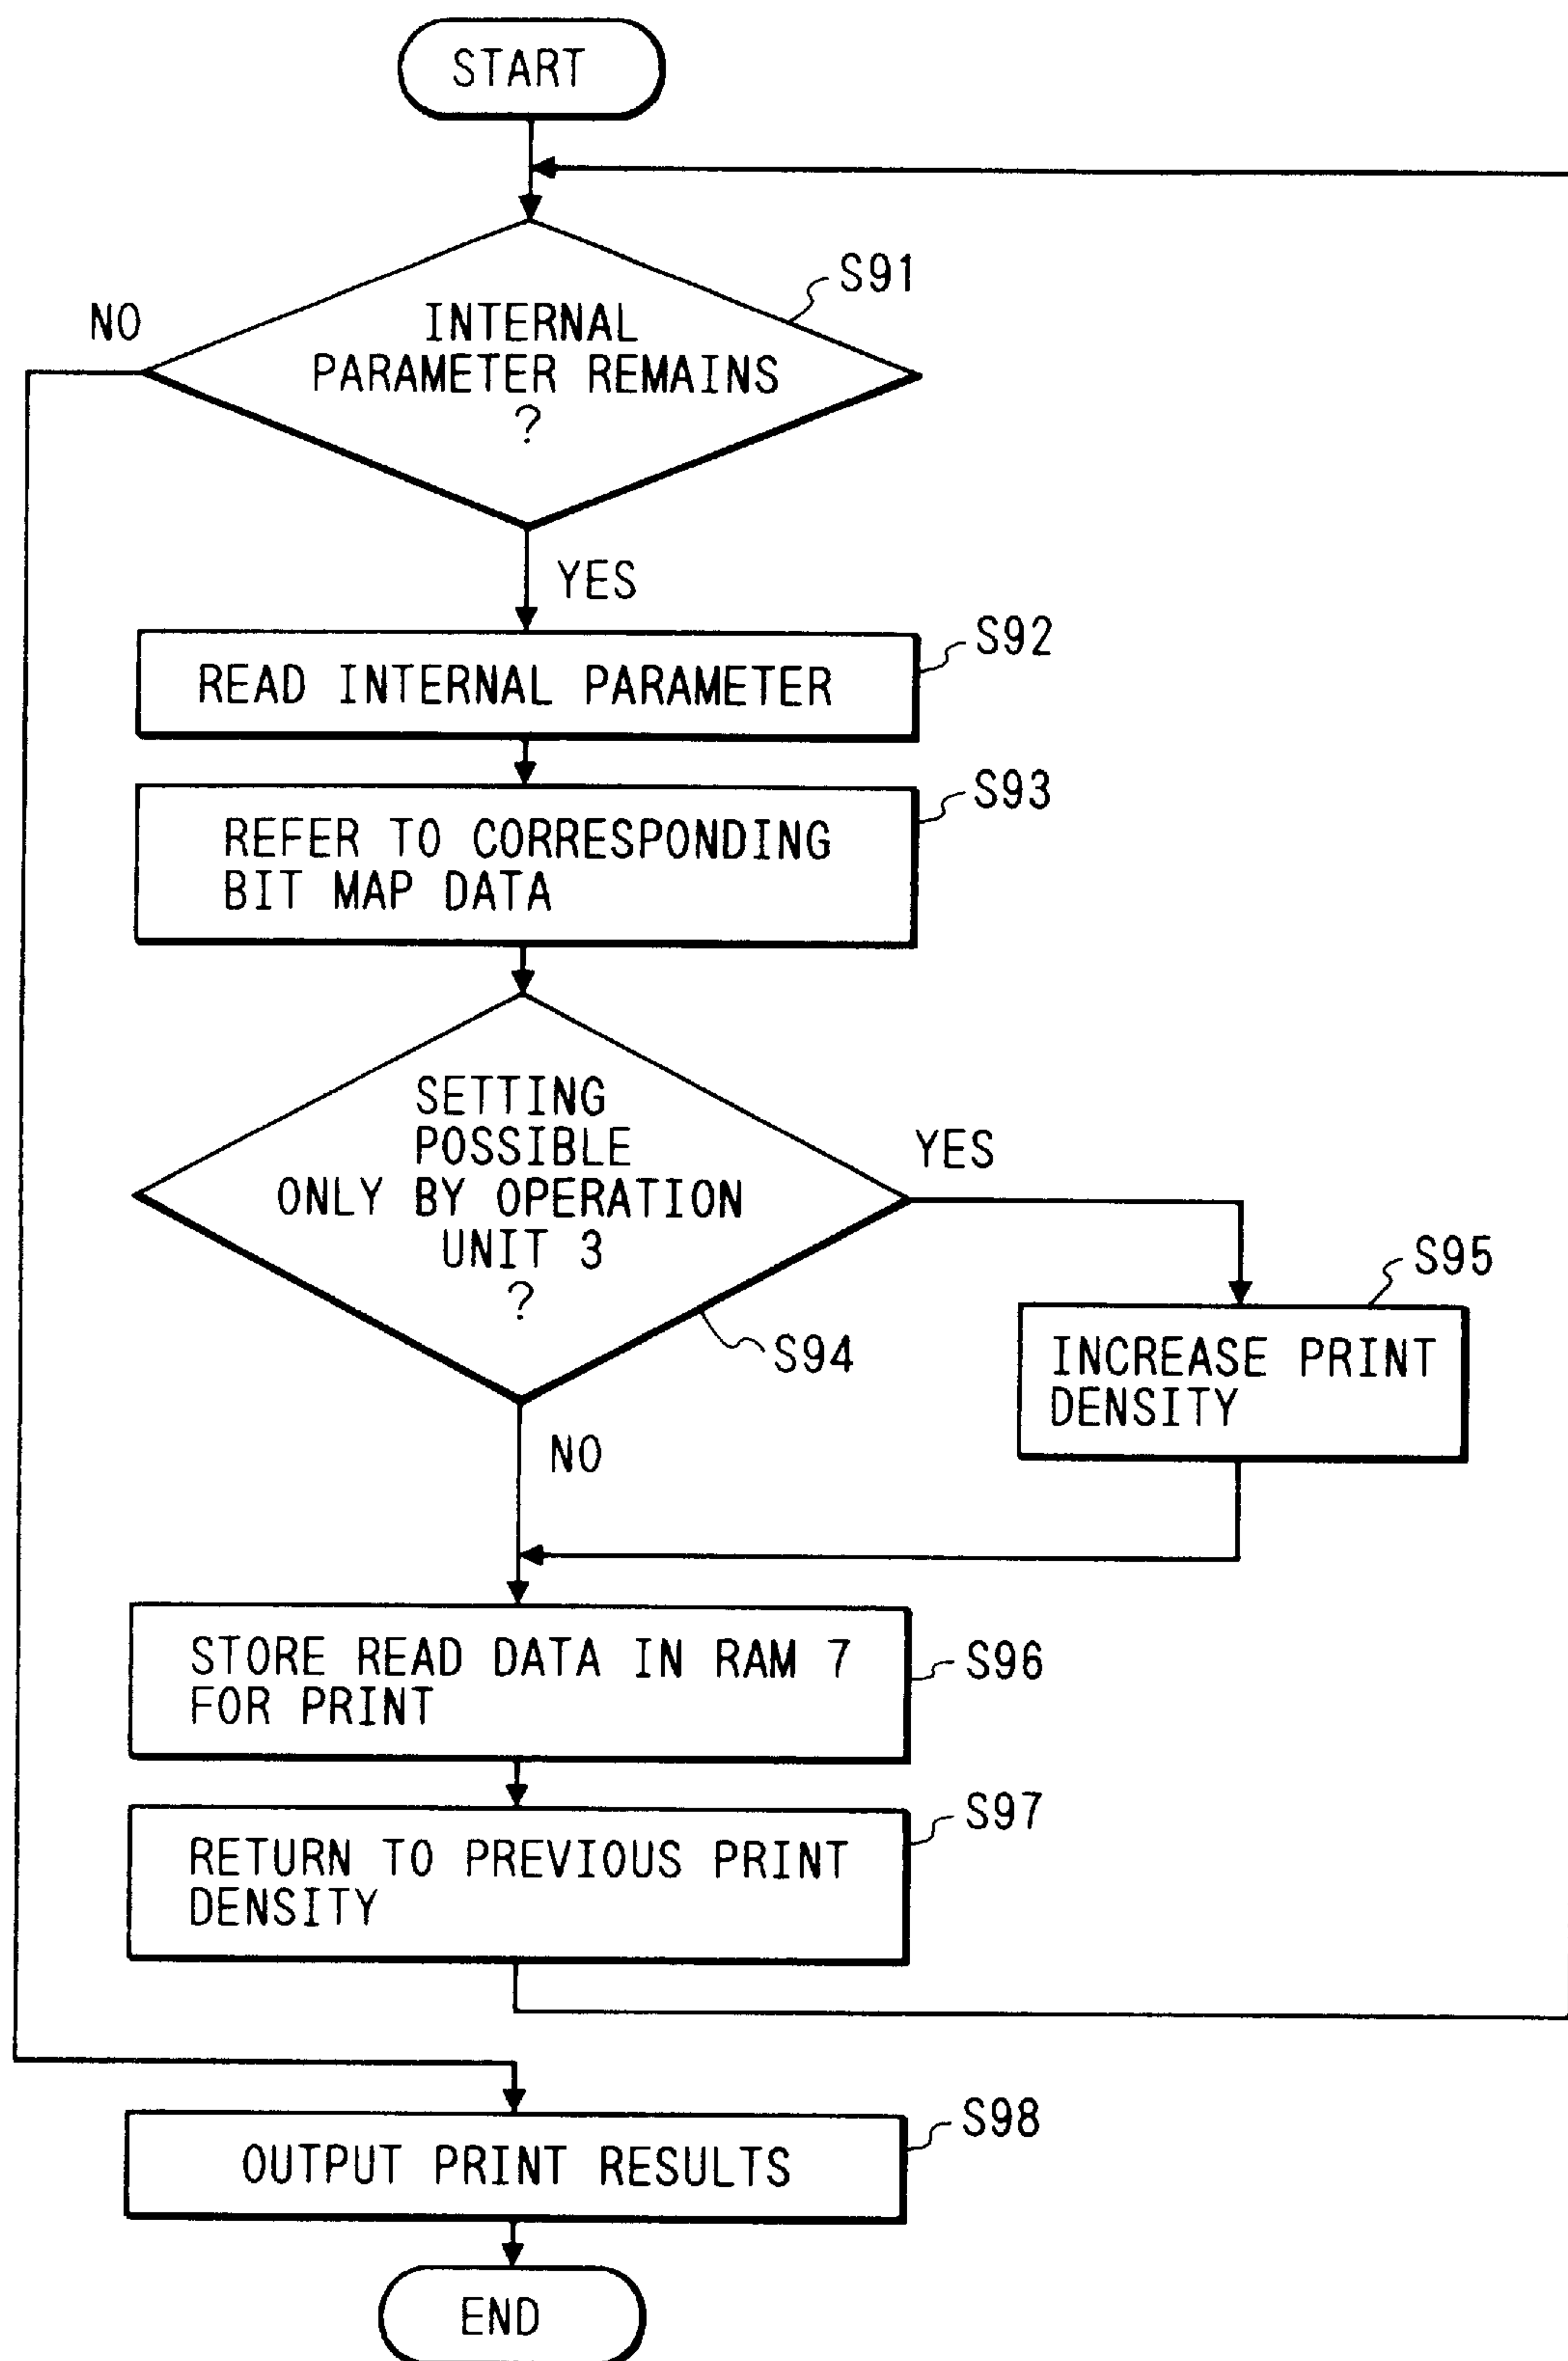 START
S91
NO
INTERNAL
PARAMETER REMAINS
?
YES
S92
READ INTERNAL PARAMETER
S93
REFER TO CORRESPONDING
BIT MAP DATA
SETTING
POSSIBLE
ONLY BY OPERATION
UNIT 3
?
YES
S94
S95
INCREASE PRINT
DENSITY
NO
STORE READ DATA IN RAM 7
FOR PRINT
S96
S97
RETURN TO PREVIOUS PRINT
DENSITY
S98
OUTPUT PRINT RESULTS
END